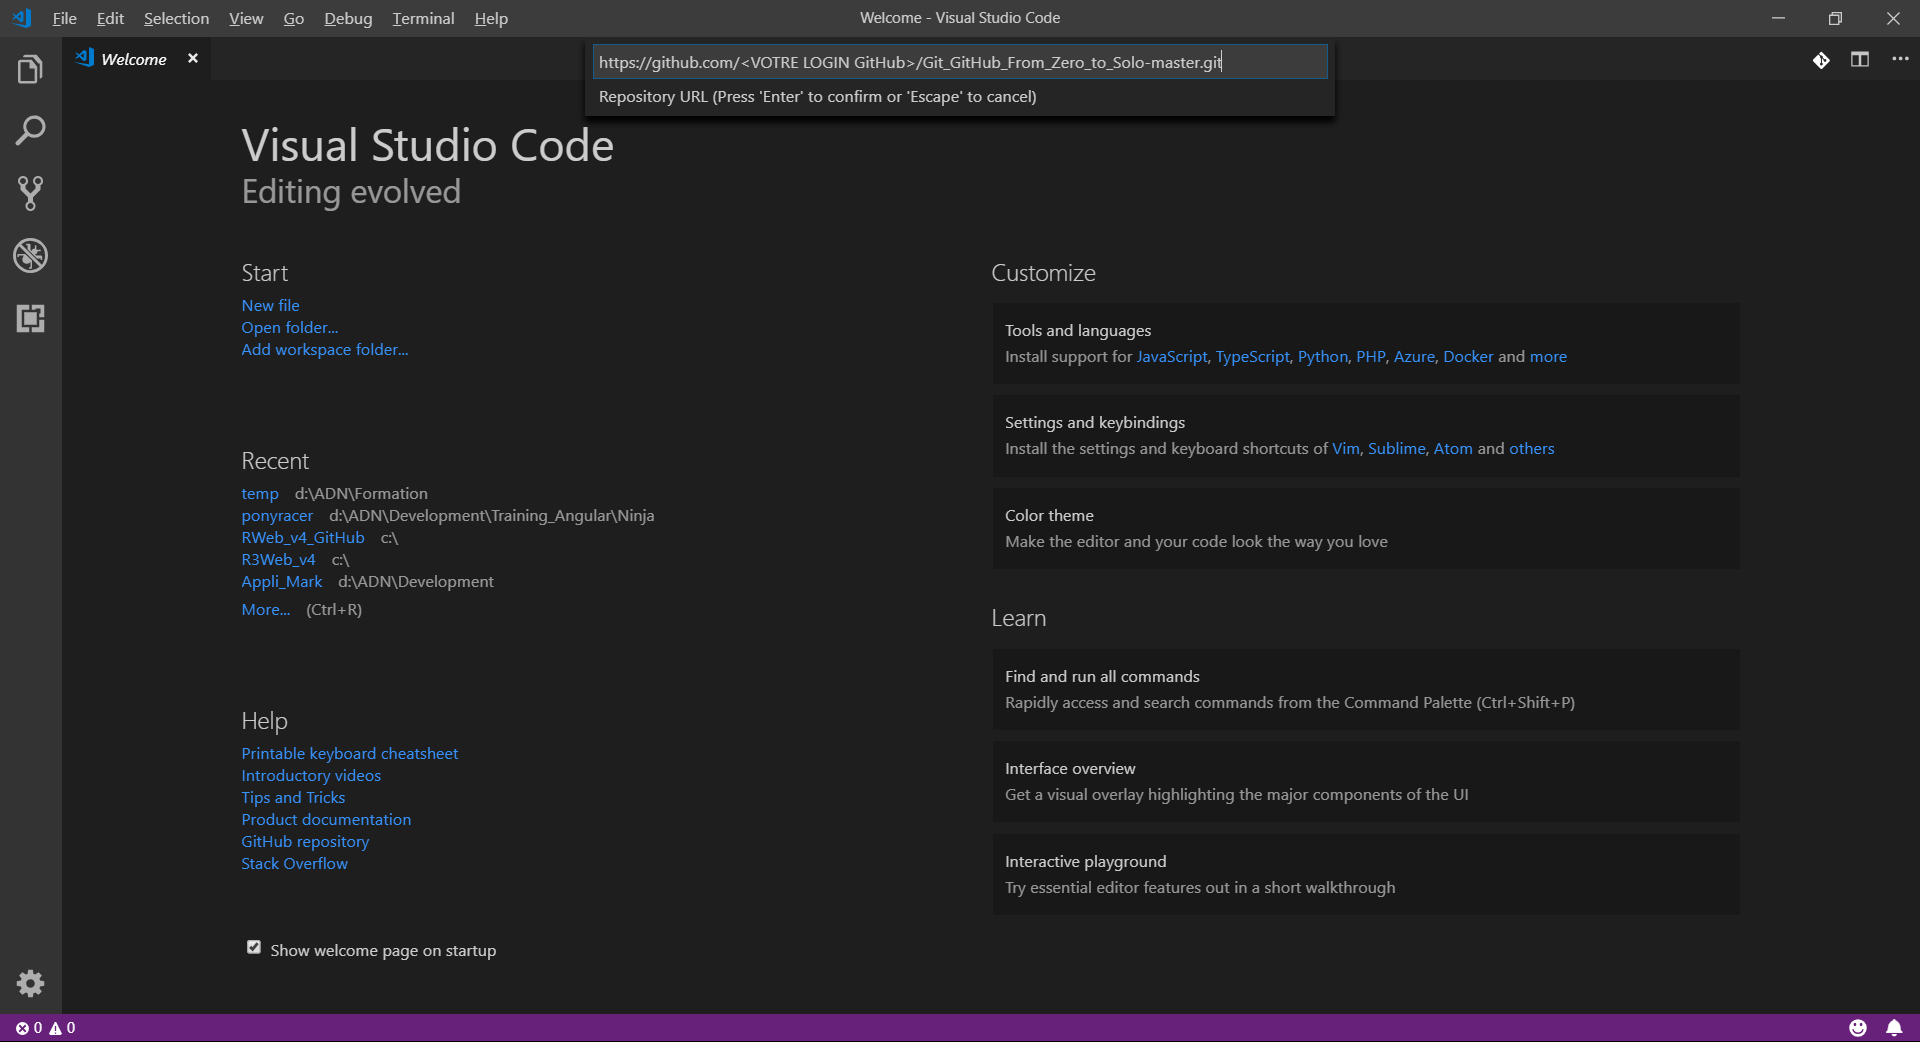 File Edit Selection View Go Debug Terminal Help
Welcome - Visual Studio Code
Welcome
https://github.com/<VOTRE LOGIN GitHub>/Git_GitHub_From_Zero_to_Solo-master.git
Repository URL (Press 'Enter' to confirm or 'Escape' to cancel)
Visual Studio Code
Editing evolved
Start
New file
Open folder...
Add workspace folder...
Recent
temp d:\ADN\Formation
ponyracer d:\ADN\Development\Training_Angular\Ninja
RWeb_v4_GitHub c:\
R3Web_v4 c:\
Appli_Mark d:\ADN\Development
More... (Ctrl+R)
Help
Printable keyboard cheatsheet
Introductory videos
Tips and Tricks
Product documentation
GitHub repository
Stack Overflow
Show welcome page on startup
Customize
Tools and languages
Install support for JavaScript, TypeScript, Python, PHP, Azure, Docker and more
Settings and keybindings
Install the settings and keyboard shortcuts of Vim, Sublime, Atom and others
Color theme
Make the editor and your code look the way you love
Learn
Find and run all commands
Rapidly access and search commands from the Command Palette (Ctrl+Shift+P)
Interface overview
Get a visual overlay highlighting the major components of the UI
Interactive playground
Try essential editor features out in a short walkthrough
0 0